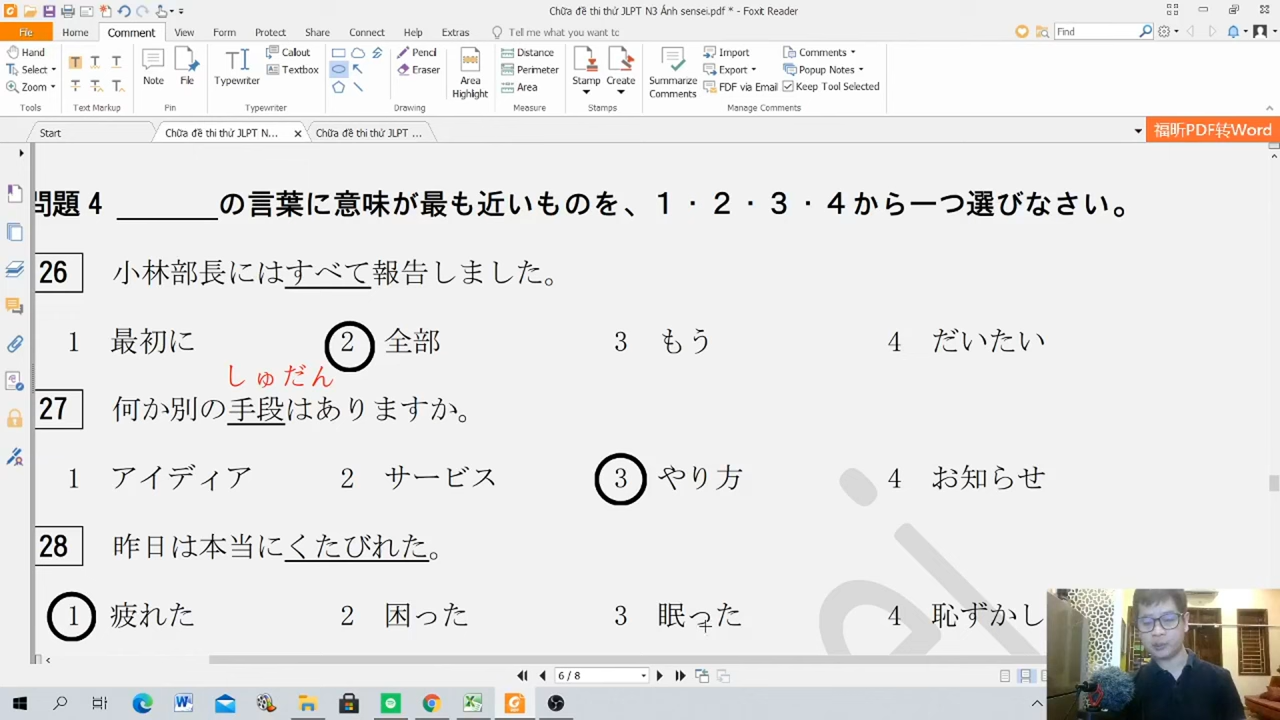 Chữa đề thi thử JLPT N3 Ánh sensei.pdf * - Foxit Reader
File Home Comment View Form Protect Share Connect Help Extras Tell me what you want to Find
Hand Callout Pencil Distance Import Comments
Select Textbox Eraser Perimeter Export Popup Notes
Zoom Note File Typewriter Area Highlight Area Stamp Create Summarize Comments FDF via Email Keep Tool Selected
Tools Text Markup Pin Typewriter Drawing Measure Stamps Manage Comments
Start Chữa đề thi thử JLPT N... Chữa đề thi thử JLPT ... 福昕PDF转Word
問題4 ______の言葉に意味が最も近いものを、1・2・3・4から一つ選びなさい。
26 小林部長にはすべて報告しました。
1 最初に 2 全部 3 もう 4 だいたい
しゅだん
27 何か別の手段はありますか。
1 アイディア 2 サービス 3 やり方 4 お知らせ
28 昨日は本当にくたびれた。
1 疲れた 2 困った 3 眠った 4 恥ずかし
6 / 8